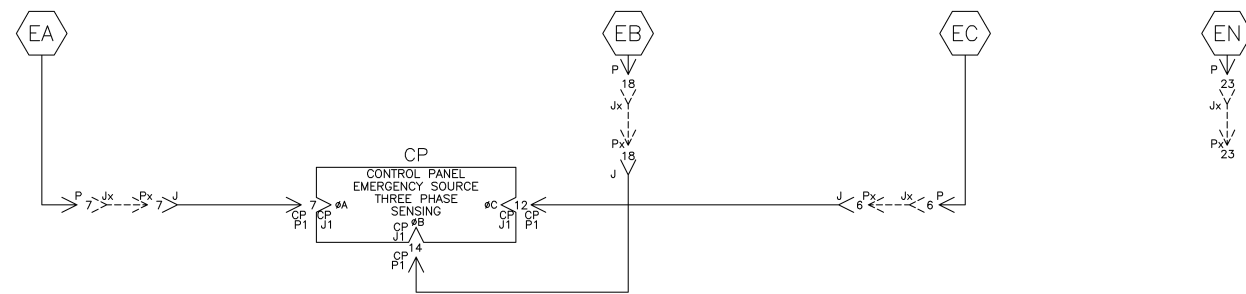 EA
EB
EC
EN
P
18
Jx
Px
18
J
P
23
Jx
Px
23
CP
CONTROL PANEL
EMERGENCY SOURCE
THREE PHASE
SENSING
P 7 Jx Px 7 J
7 øA
CP P1
CP J1
øB
CP J1
14
CP P1
øC 12
CP J1
CP P1
J 6 Px Jx 6 P